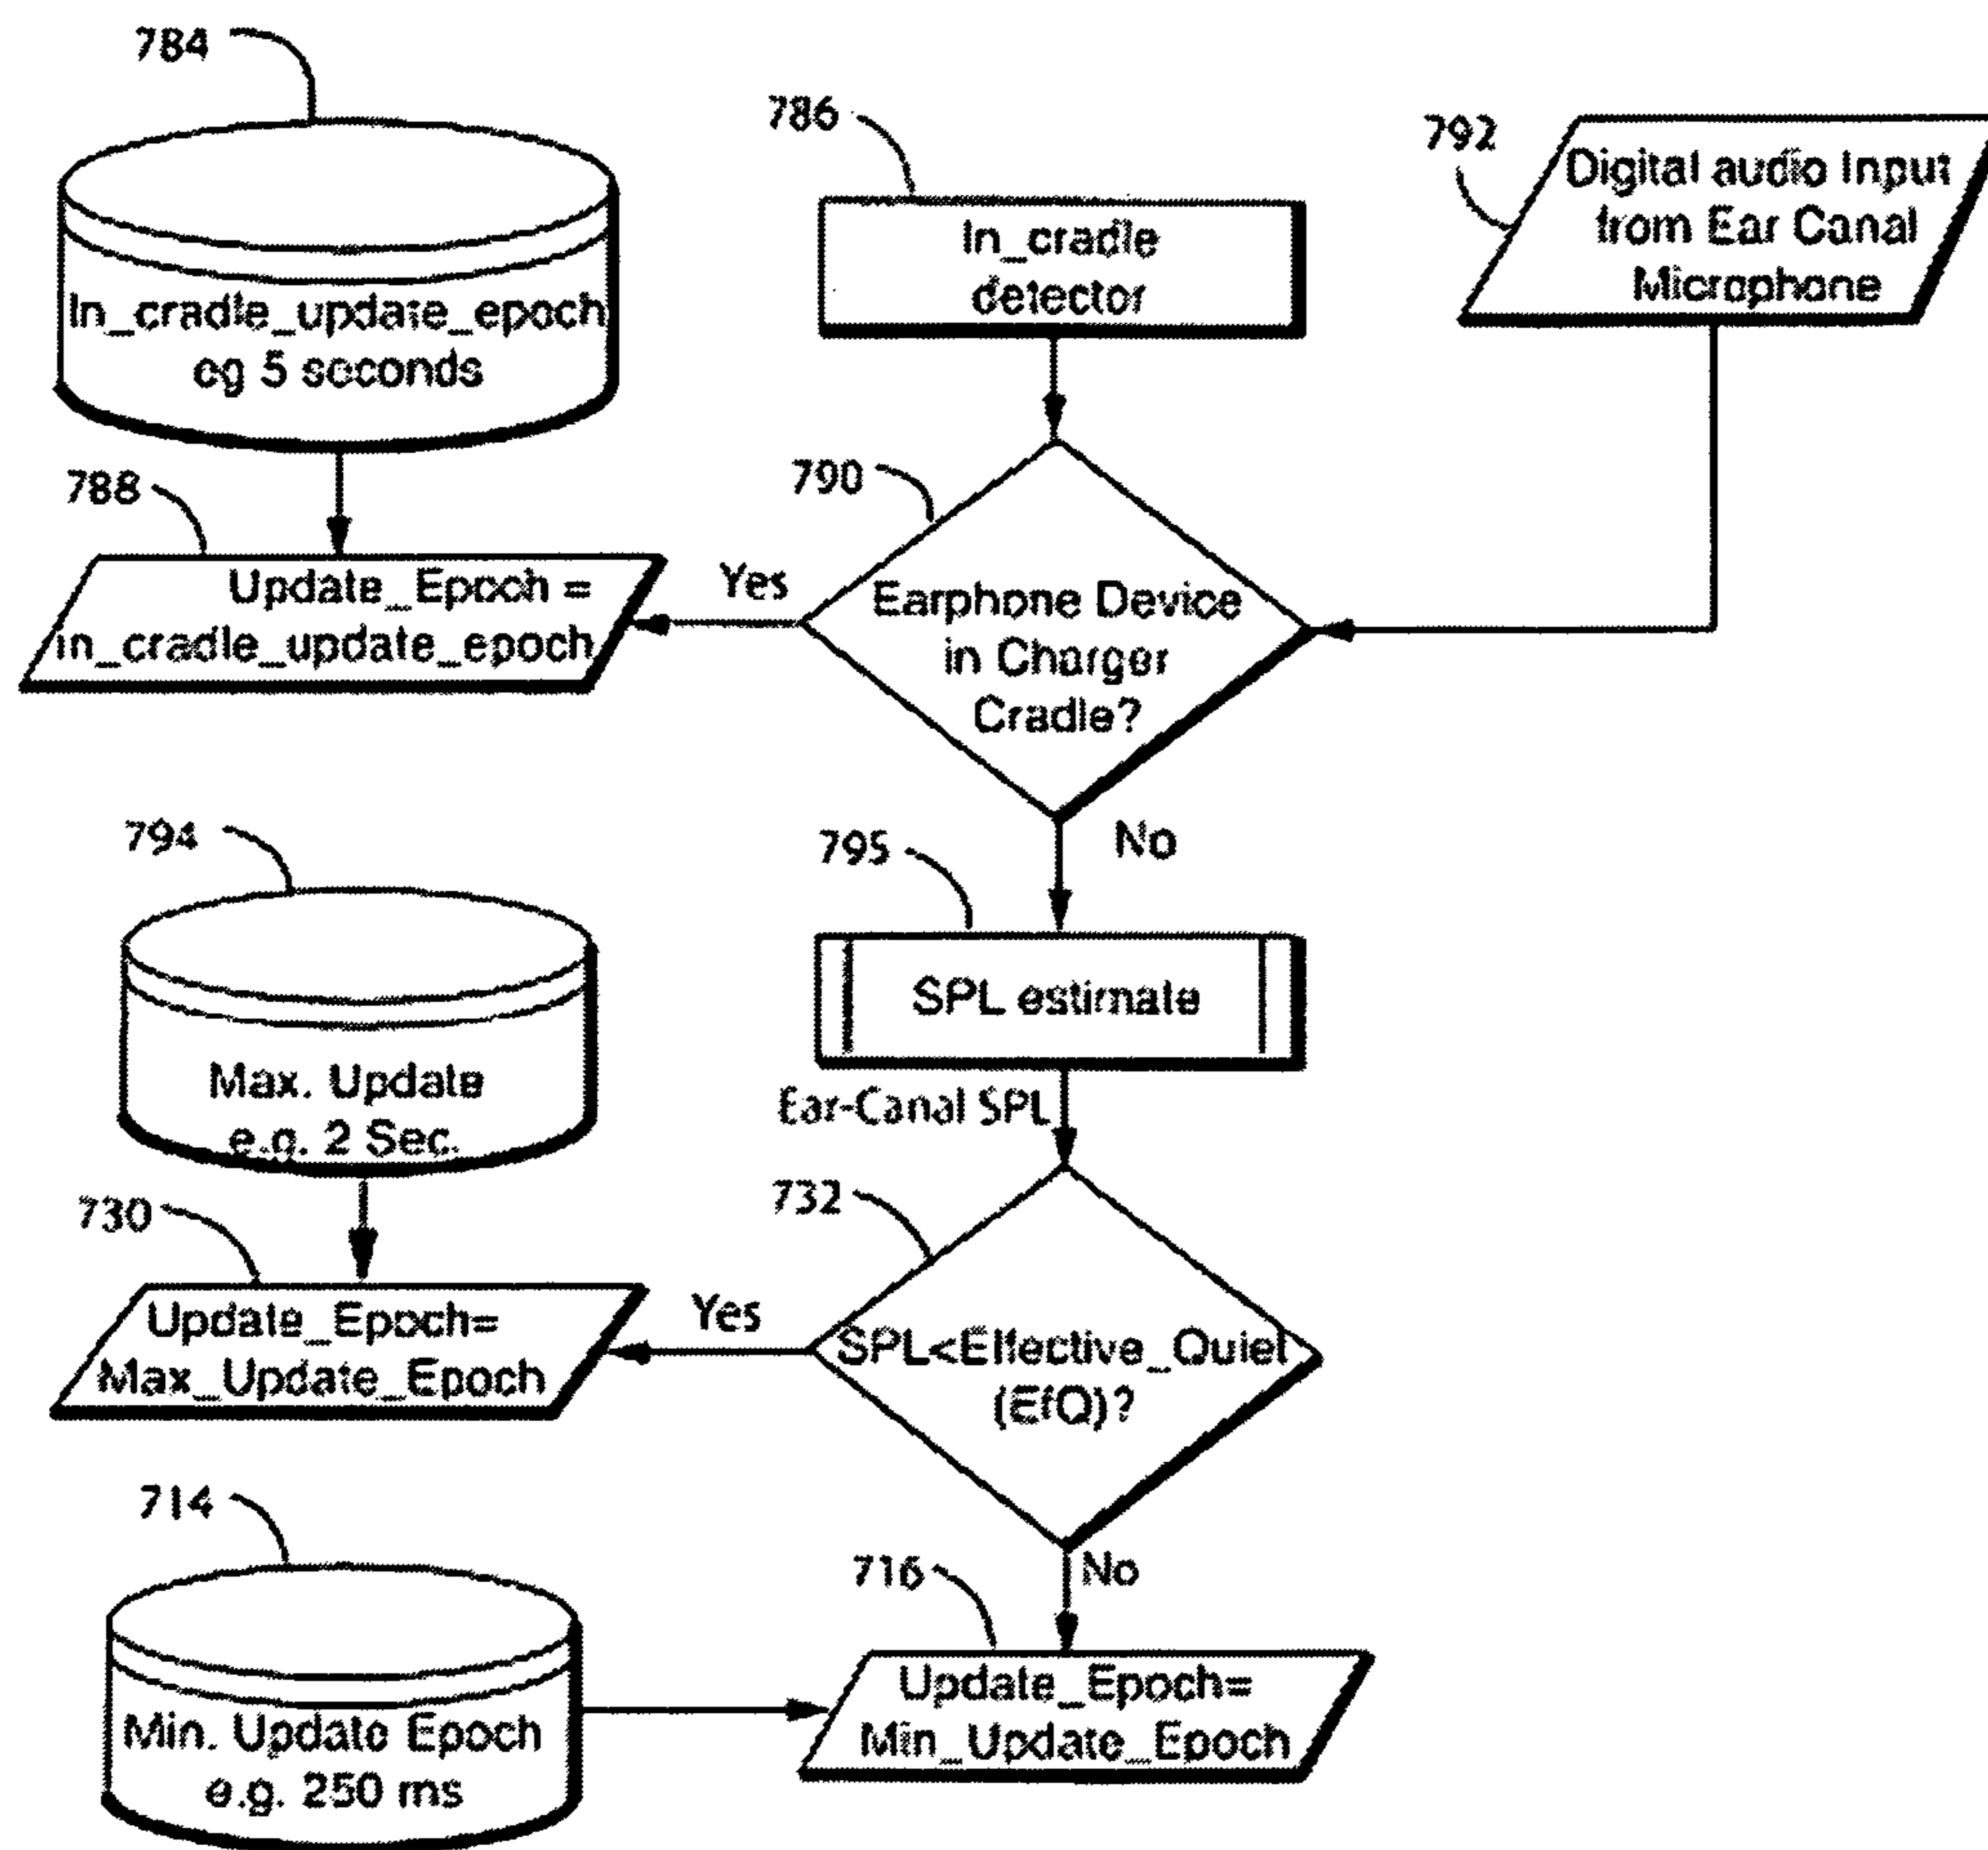 784
In_cradle_update_epoch
eg 5 seconds
786
In_cradle
detector
792
Digital audio Input
from Ear Canal
Microphone
788
Update_Epoch =
in_cradle_update_epoch
Yes
790
Earphone Device
in Charger
Cradle?
No
794
Max. Update
e.g. 2 Sec.
795
SPL estimate
Ear-Canal SPL
730
Update_Epoch=
Max_Update_Epoch
Yes
732
SPL<Effective_Quiet
(EfQ)?
No
714
Min. Update Epoch
e.g. 250 ms
716
Update_Epoch=
Min_Update_Epoch